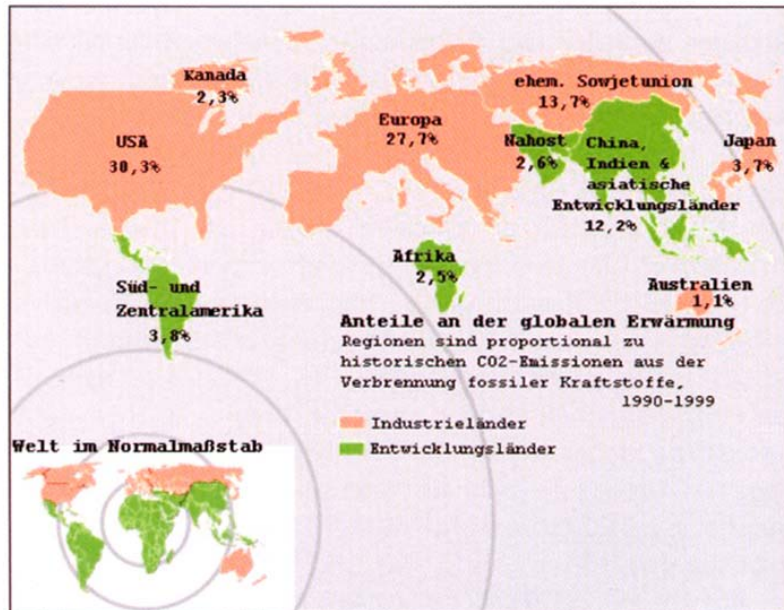 Kanada
2,3%
ehem. Sowjetunion
13,7%
USA
30,3%
Europa
27,7%
Nahost
2,6%
China,
Indien &
asiatische
Entwicklungsländer
12,2%
Japan
3,7%
Süd- und
Zentralamerika
3,8%
Afrika
2,5%
Australien
1,1%
Anteile an der globalen Erwärmung
Regionen sind proportional zu
historischen CO2-Emissionen aus der
Verbrennung fossiler Kraftstoffe,
1990-1999
Industrieländer
Entwicklungsländer
Welt im Normalmaßstab